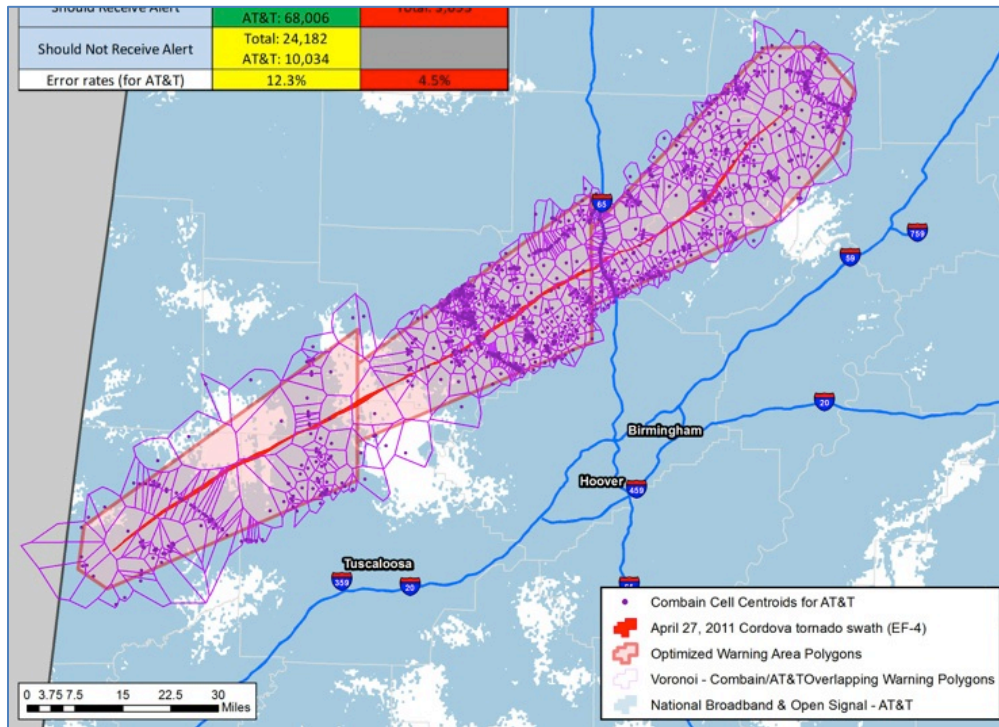 Should Receive Alert
AT&T: 68,006
Should Not Receive Alert
Total: 24,182
AT&T: 10,034
Error rates (for AT&T)
12.3%
4.5%
65
759
59
20
Birmingham
Hoover
459
Tuscaloosa
359
20
Combain Cell Centroids for AT&T
April 27, 2011 Cordova tornado swath (EF-4)
Optimized Warning Area Polygons
Voronoi - Combain/AT&TOverlapping Warning Polygons
National Broadband & Open Signal - AT&T
0 3.75 7.5 15 22.5 30
Miles